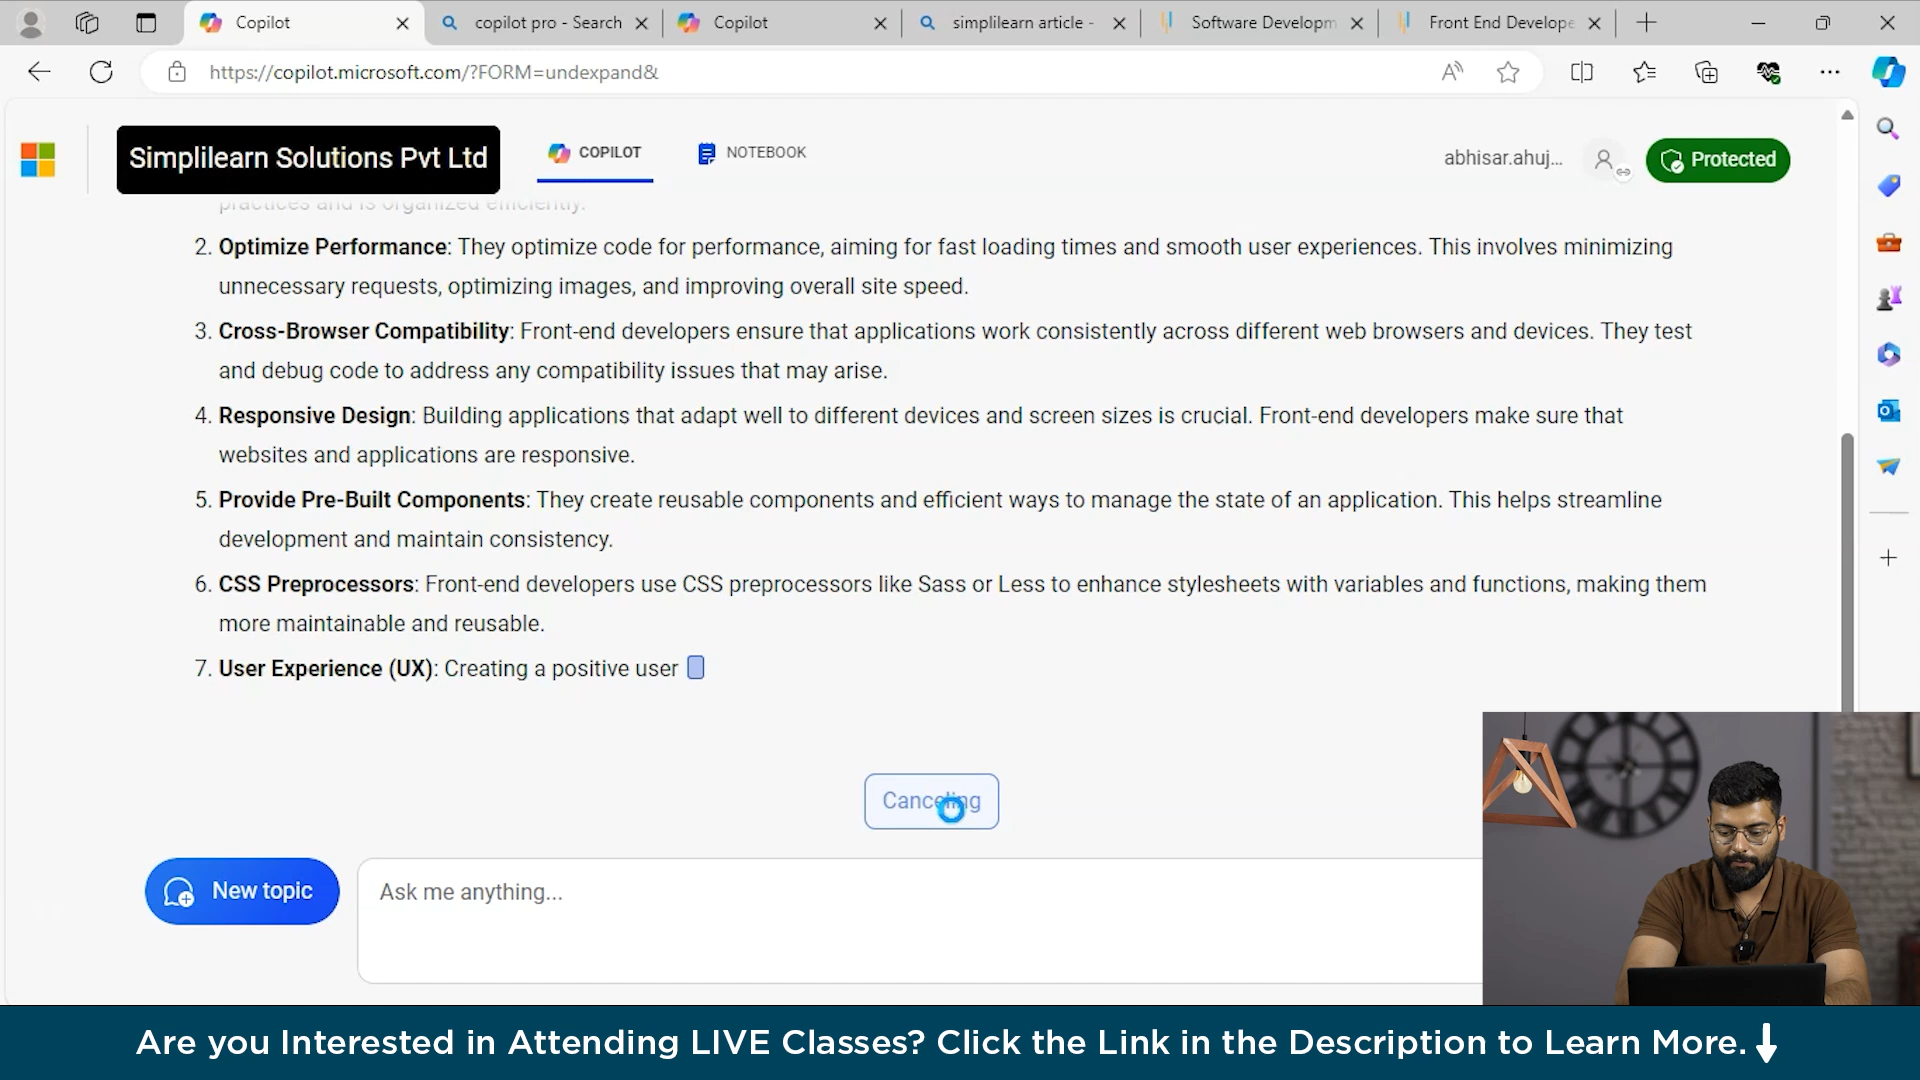 Copilot
copilot pro - Search
Copilot
simplilearn article -
Software Developm
Front End Develope
https://copilot.microsoft.com/?FORM=undexpand&
Simplilearn Solutions Pvt Ltd
COPILOT
NOTEBOOK
abhisar.ahuj...
Protected
practices and is organized efficiently.
2. Optimize Performance: They optimize code for performance, aiming for fast loading times and smooth user experiences. This involves minimizing
unnecessary requests, optimizing images, and improving overall site speed.
3. Cross-Browser Compatibility: Front-end developers ensure that applications work consistently across different web browsers and devices. They test
and debug code to address any compatibility issues that may arise.
4. Responsive Design: Building applications that adapt well to different devices and screen sizes is crucial. Front-end developers make sure that
websites and applications are responsive.
5. Provide Pre-Built Components: They create reusable components and efficient ways to manage the state of an application. This helps streamline
development and maintain consistency.
6. CSS Preprocessors: Front-end developers use CSS preprocessors like Sass or Less to enhance stylesheets with variables and functions, making them
more maintainable and reusable.
7. User Experience (UX): Creating a positive user
Canceling
New topic
Ask me anything...
Are you Interested in Attending LIVE Classes? Click the Link in the Description to Learn More.